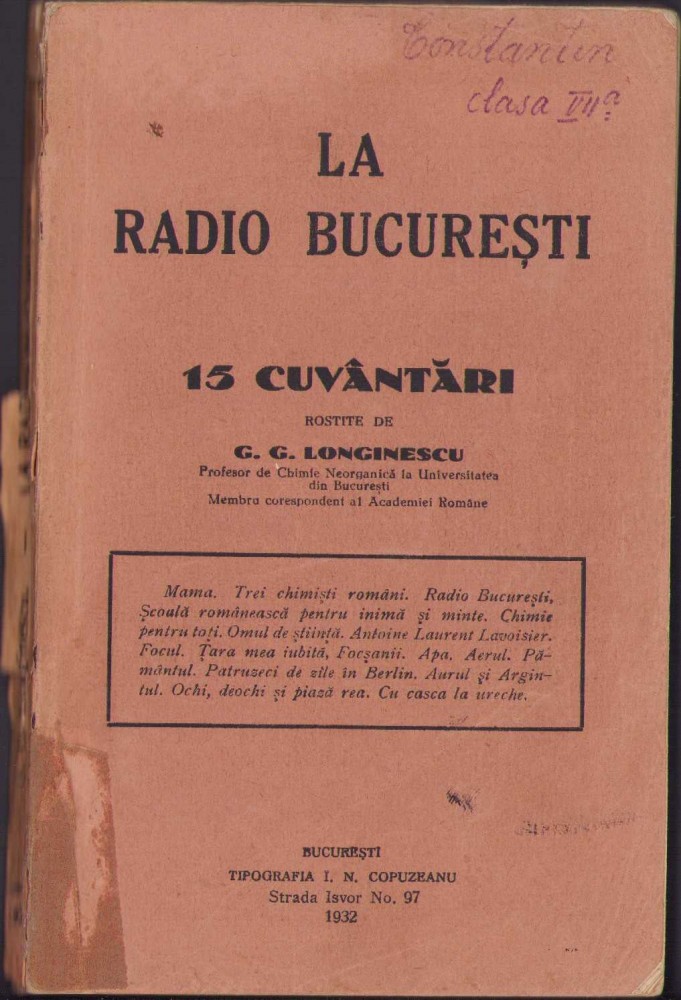 Constantin
clasa VII a
LA
RADIO BUCUREȘTI
15 CUVÂNTĂRI
ROSTITE DE
G. G. LONGINESCU
Profesor de Chimie Neorganică la Universitatea
din București
Membru corespondent al Academiei Române
Mama. Trei chimiști români. Radio București,
Școală românească pentru inimă și minte. Chimie
pentru toți. Omul de știință. Antoine Laurent Lavoisier.
Focul. Țara mea iubită, Focșanii. Apa. Aerul. Pă-
mântul. Patruzeci de zile în Berlin. Aurul și Argin-
tul. Ochi, deochi și piază rea. Cu casca la ureche.
BUCUREȘTI
TIPOGRAFIA I. N. COPUZEANU
Strada Isvor No. 97
1932